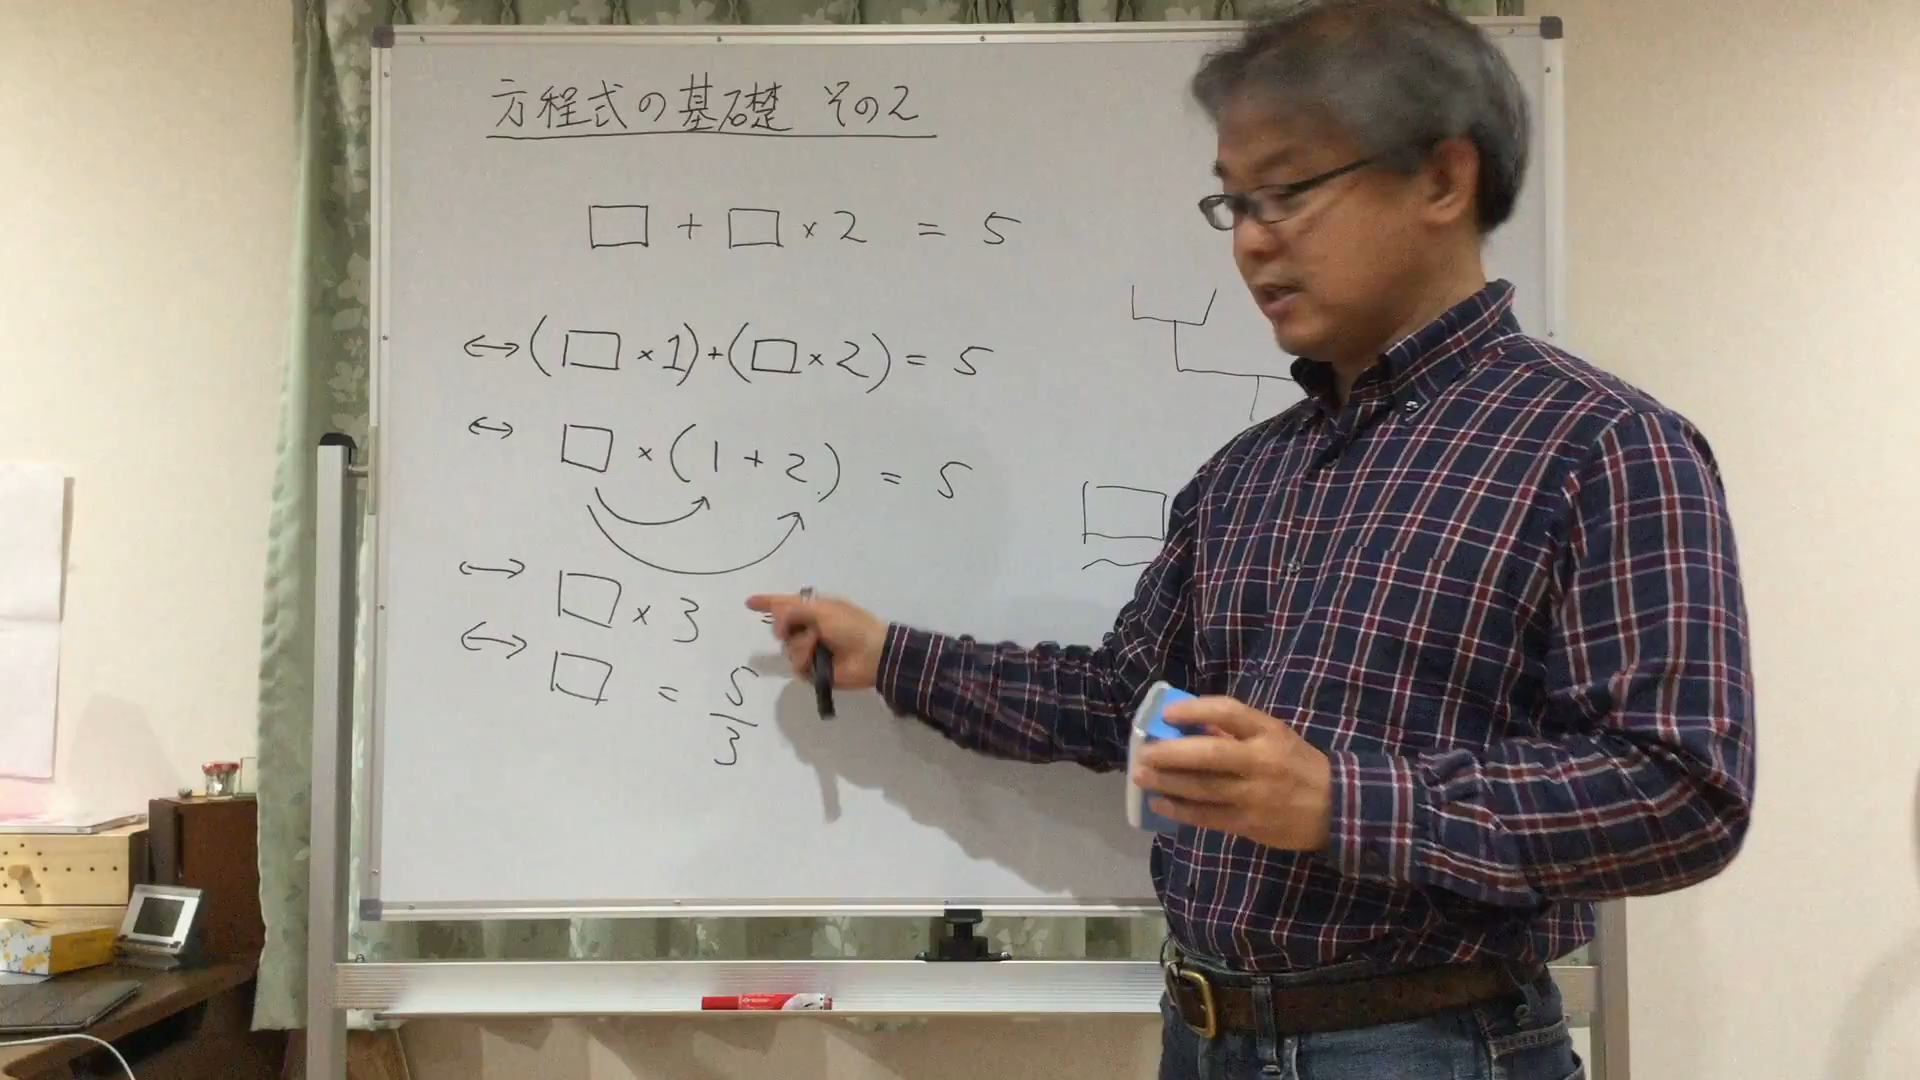 方程式の基礎 その2
□ + □ × 2 = 5
↔ (□ × 1) + (□ × 2) = 5
↔ □ × (1 + 2) = 5
↔ □ × 3 =
↔ □ = 5/3